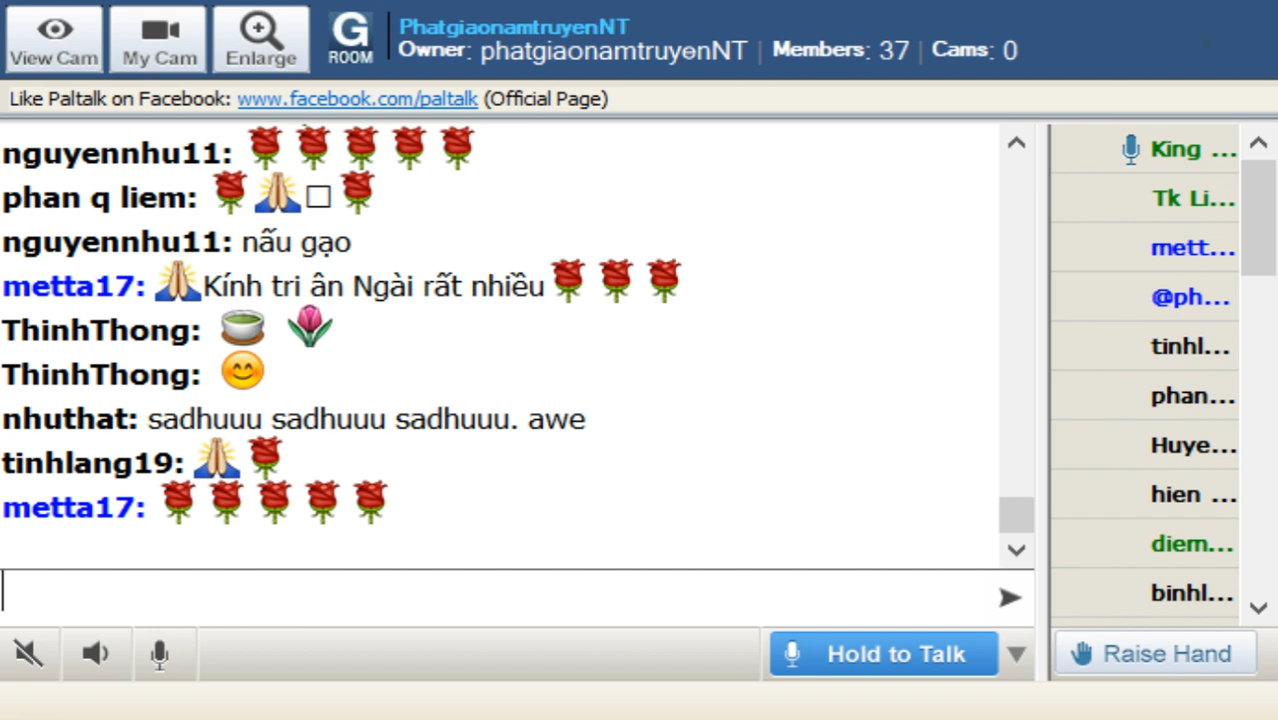 View Cam
My Cam
Enlarge
G
ROOM
PhatgiaonamtruyenNT
Owner: phatgiaonamtruyenNT | Members: 37 | Cams: 0
Like Paltalk on Facebook: www.facebook.com/paltalk (Official Page)
nguyennhu11:
phan q liem:
nguyennhu11: nấu gạo
metta17: Kính tri ân Ngài rất nhiều
ThinhThong:
ThinhThong:
nhuthat: sadhuuu sadhuuu sadhuuu. awe
tinhlang19:
metta17:
King ...
Tk Li...
mett...
@ph...
tinhl...
phan...
Huye...
hien ...
diem...
binhl...
Hold to Talk
Raise Hand